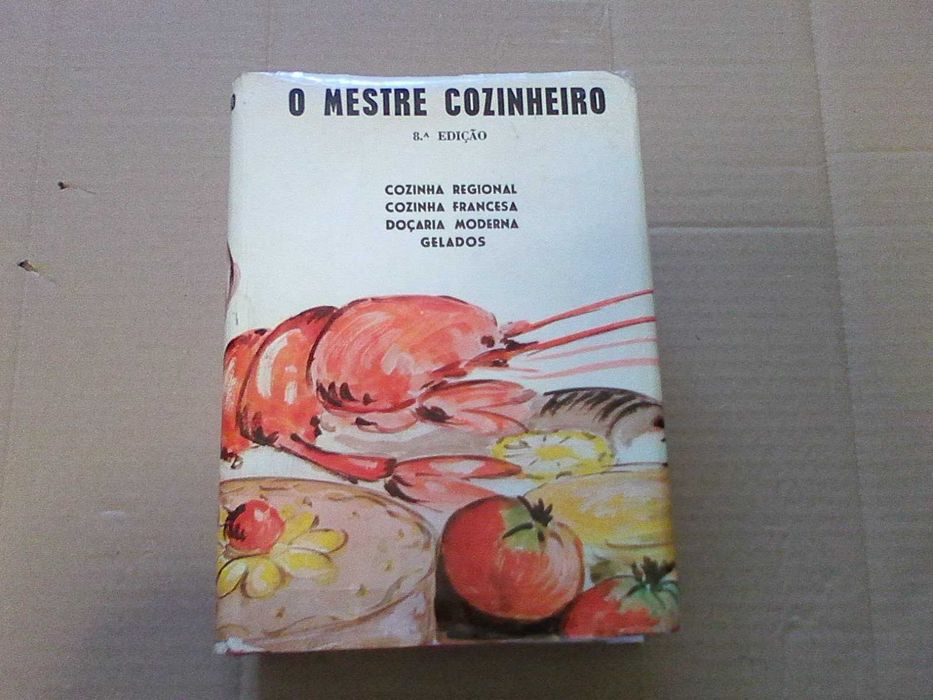 O MESTRE COZINHEIRO
8.ª EDIÇÃO
COZINHA REGIONAL
COZINHA FRANCESA
DOÇARIA MODERNA
GELADOS